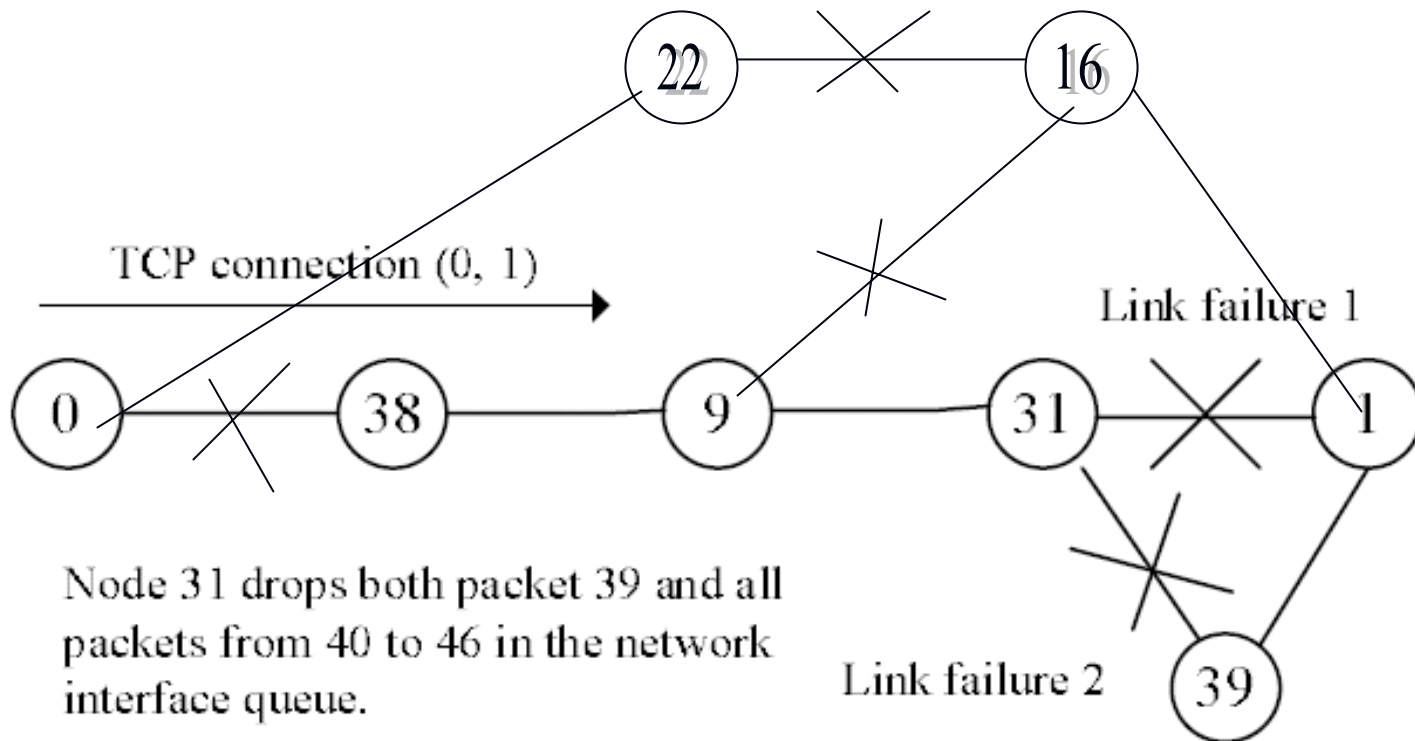 22
16
TCP connection (0, 1)
Link failure 1
0
38
9
31
1
Node 31 drops both packet 39 and all
packets from 40 to 46 in the network
interface queue.
Link failure 2
39